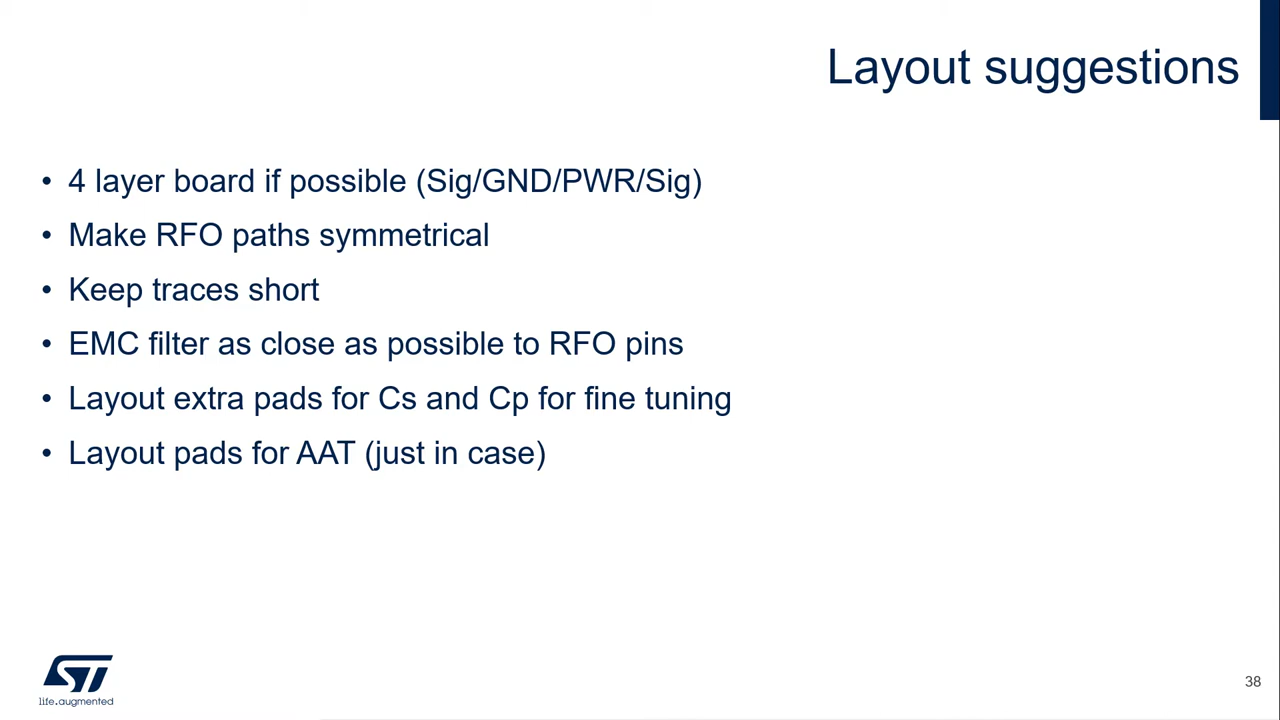 Layout suggestions
• 4 layer board if possible (Sig/GND/PWR/Sig)
• Make RFO paths symmetrical
• Keep traces short
• EMC filter as close as possible to RFO pins
• Layout extra pads for Cs and Cp for fine tuning
• Layout pads for AAT (just in case)
ST
life.augmented
38